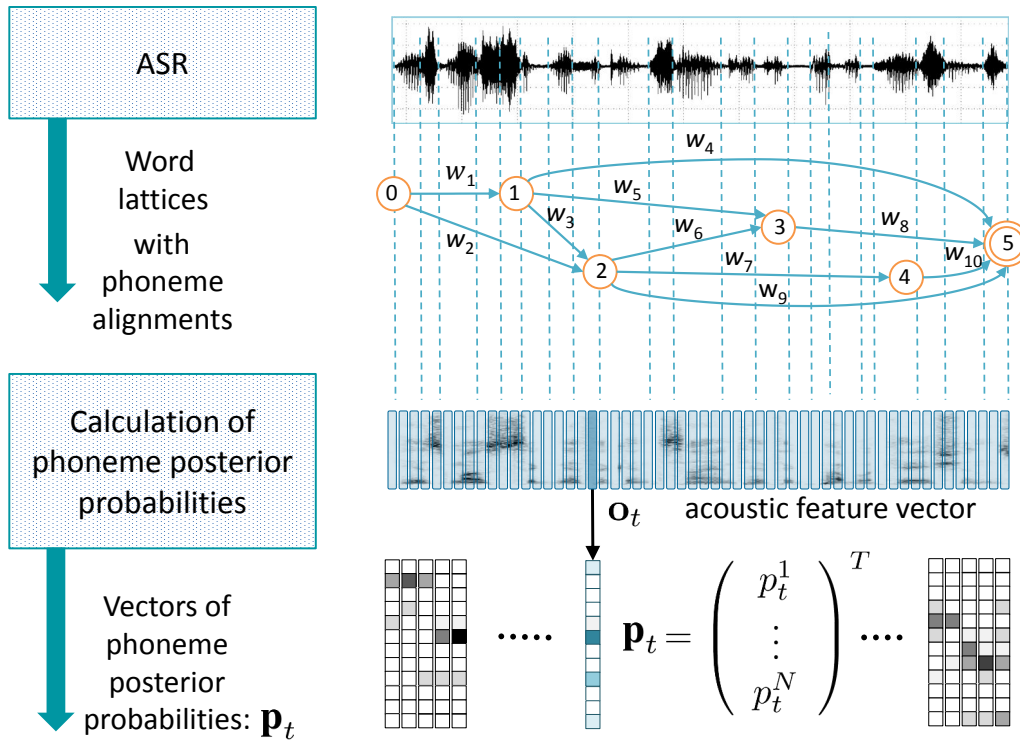 ASR
Word
lattices
with
phoneme
alignments
w₄
w₁
w₅
0
1
w₃
3
w₈
5
w₂
w₆
w₁₀
2
w₇
4
w₉
Calculation of
phoneme posterior
probabilities
𝐨ₜ acoustic feature vector
Vectors of
phoneme
posterior
probabilities: 𝐩ₜ
..... 𝐩ₜ = ( pₜ¹ ⋮ pₜᴺ )ᵀ ....